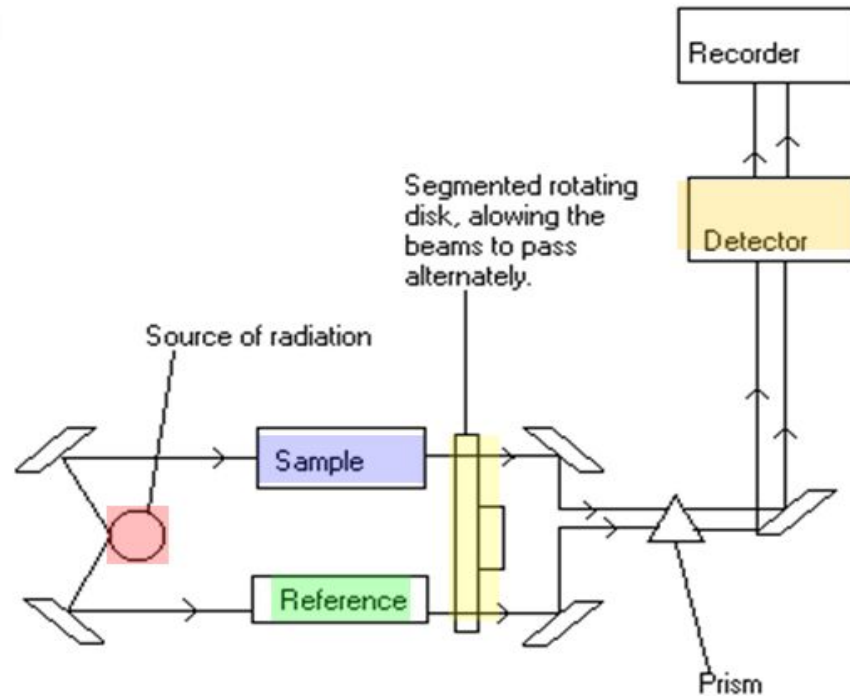 Recorder
Segmented rotating
disk, alowing the
beams to pass
alternately.
Detector
Source of radiation
Sample
Reference
Prism